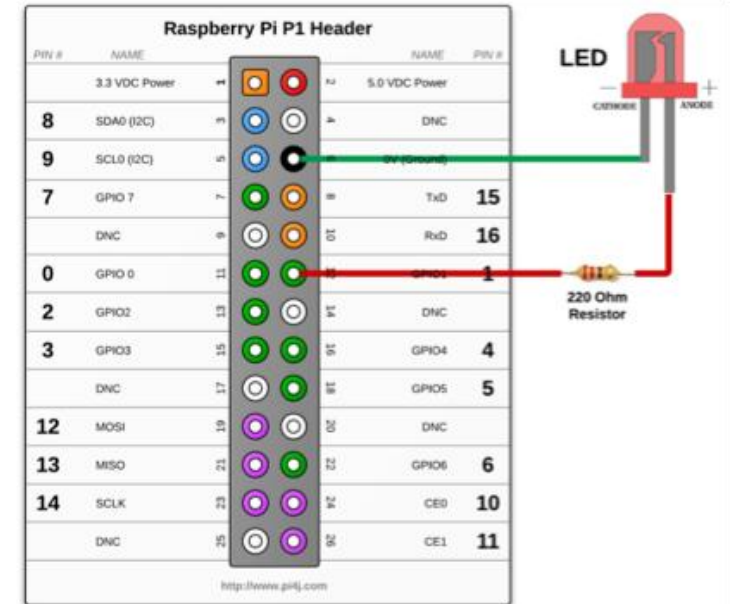 Raspberry Pi P1 Header
PIN # NAME NAME PIN #
3.3 VDC Power 1 2 5.0 VDC Power
8 SDA0 (I2C) 3 4 DNC
9 SCL0 (I2C) 5 6 0V (Ground)
7 GPIO 7 7 8 TxD 15
DNC 9 10 RxD 16
0 GPIO 0 11 12 GPIO1 1
2 GPIO2 13 14 DNC
3 GPIO3 15 16 GPIO4 4
DNC 17 18 GPIO5 5
12 MOSI 19 20 DNC
13 MISO 21 22 GPIO6 6
14 SCLK 23 24 CE0 10
DNC 25 26 CE1 11
http://www.pi4j.com
LED
− +
CATHODE ANODE
220 Ohm
Resistor